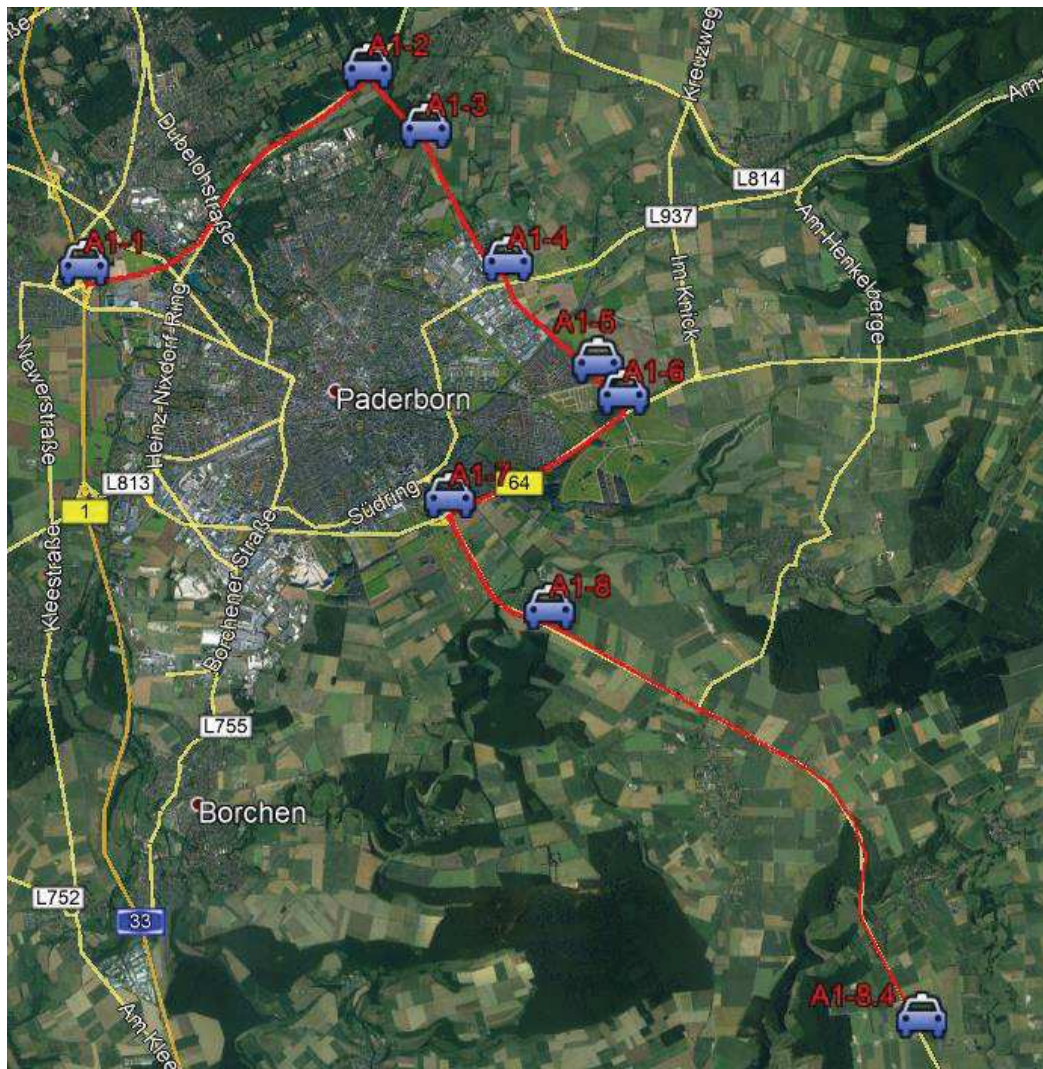 aße
A1-2
Kreuzweg
A1-3
Am-
Dubelohstraße
L814
L937
A1-1
A1-4
Am-Henkelberge
Im Knick
Heinz-Nixdorf-Ring
A1-5
Wewerstraße
A1-6
Paderborn
A1-7
64
L813
1
Südring
Kleestraße
Borchener Straße
A1-8
L755
Borchen
L752
33
A1-8.4
Am Klee